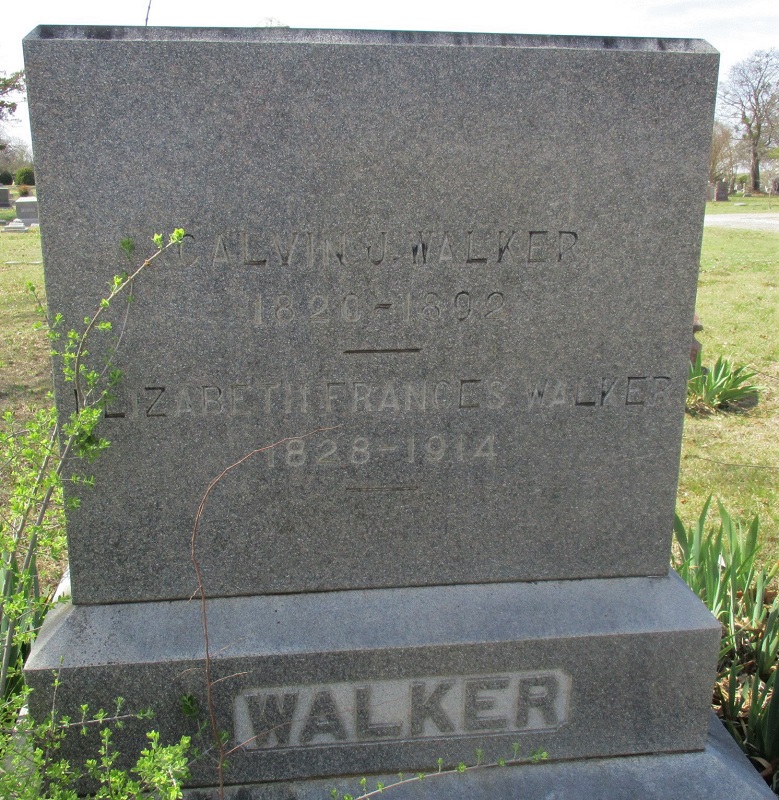 CALVIN J. WALKER
1820-1892
ELIZABETH FRANCES WALKER
1828-1914
WALKER